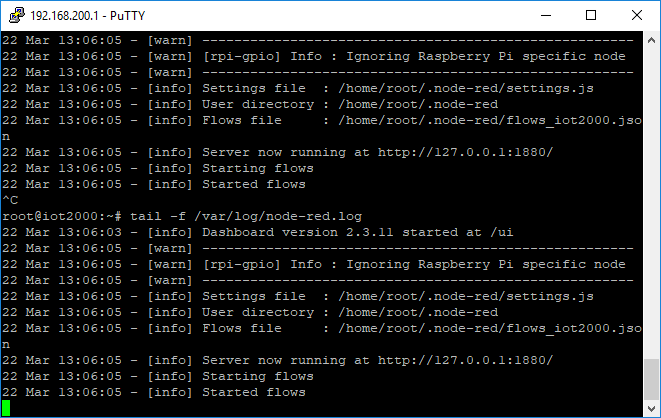 192.168.200.1 - PuTTY
22 Mar 13:06:05 - [warn] ------------------------------------------------------
22 Mar 13:06:05 - [warn] [rpi-gpio] Info : Ignoring Raspberry Pi specific node
22 Mar 13:06:05 - [warn] ------------------------------------------------------
22 Mar 13:06:05 - [info] Settings file  : /home/root/.node-red/settings.js
22 Mar 13:06:05 - [info] User directory : /home/root/.node-red
22 Mar 13:06:05 - [info] Flows file     : /home/root/.node-red/flows_iot2000.jso
n
22 Mar 13:06:05 - [info] Server now running at http://127.0.0.1:1880/
22 Mar 13:06:05 - [info] Starting flows
22 Mar 13:06:05 - [info] Started flows
^C
root@iot2000:~# tail -f /var/log/node-red.log
22 Mar 13:06:03 - [info] Dashboard version 2.3.11 started at /ui
22 Mar 13:06:05 - [warn] ------------------------------------------------------
22 Mar 13:06:05 - [warn] [rpi-gpio] Info : Ignoring Raspberry Pi specific node
22 Mar 13:06:05 - [warn] ------------------------------------------------------
22 Mar 13:06:05 - [info] Settings file  : /home/root/.node-red/settings.js
22 Mar 13:06:05 - [info] User directory : /home/root/.node-red
22 Mar 13:06:05 - [info] Flows file     : /home/root/.node-red/flows_iot2000.jso
n
22 Mar 13:06:05 - [info] Server now running at http://127.0.0.1:1880/
22 Mar 13:06:05 - [info] Starting flows
22 Mar 13:06:05 - [info] Started flows